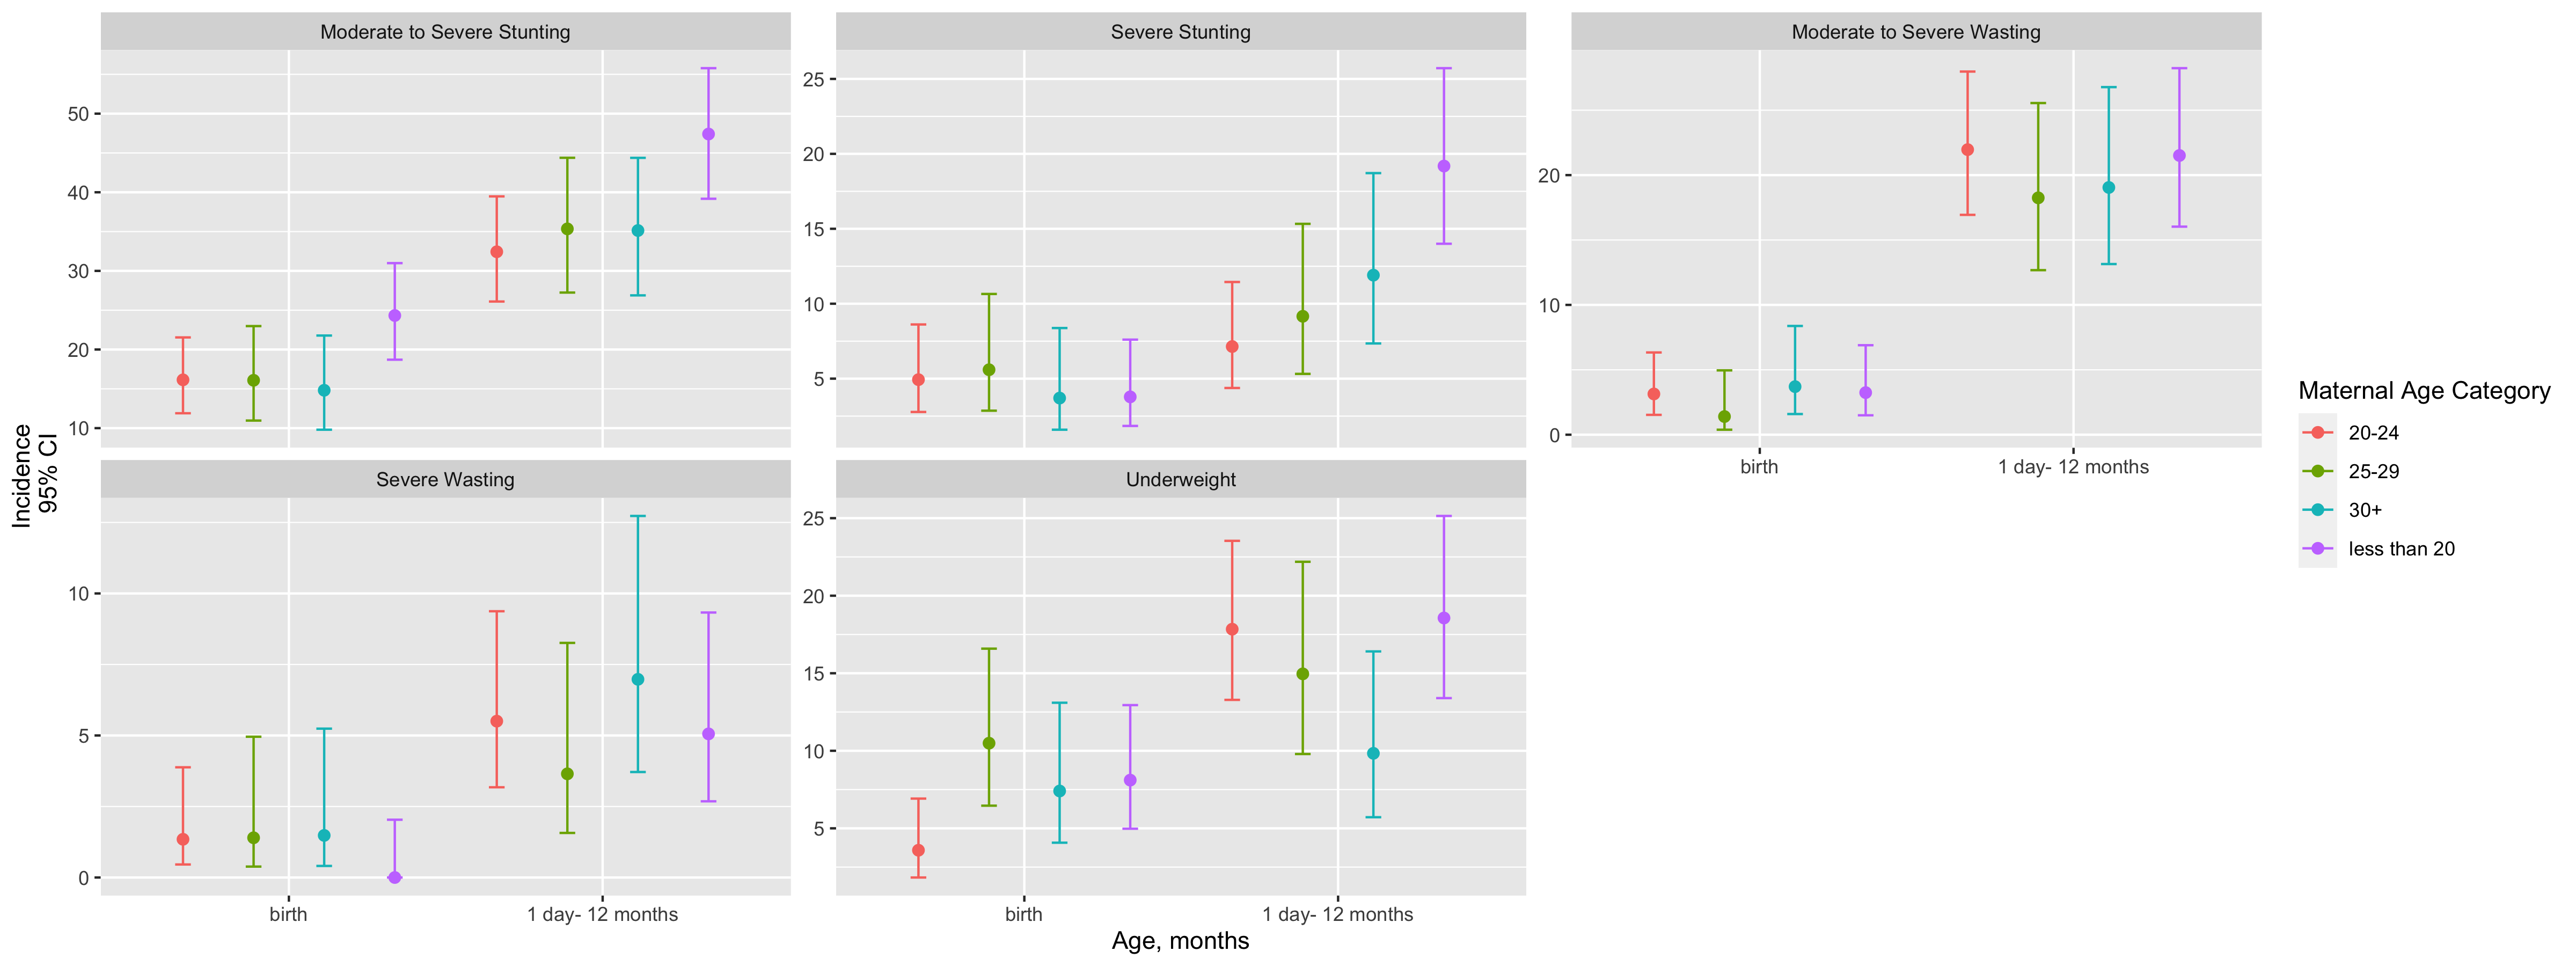 Moderate to Severe Stunting
Severe Stunting
Moderate to Severe Wasting
50
40
30
20
10
25
20
15
10
5
20
10
0
birth
1 day- 12 months
Severe Wasting
Underweight
10
5
0
25
20
15
10
5
birth
1 day- 12 months
birth
1 day- 12 months
Age, months
Incidence
95% CI
Maternal Age Category
20-24
25-29
30+
less than 20